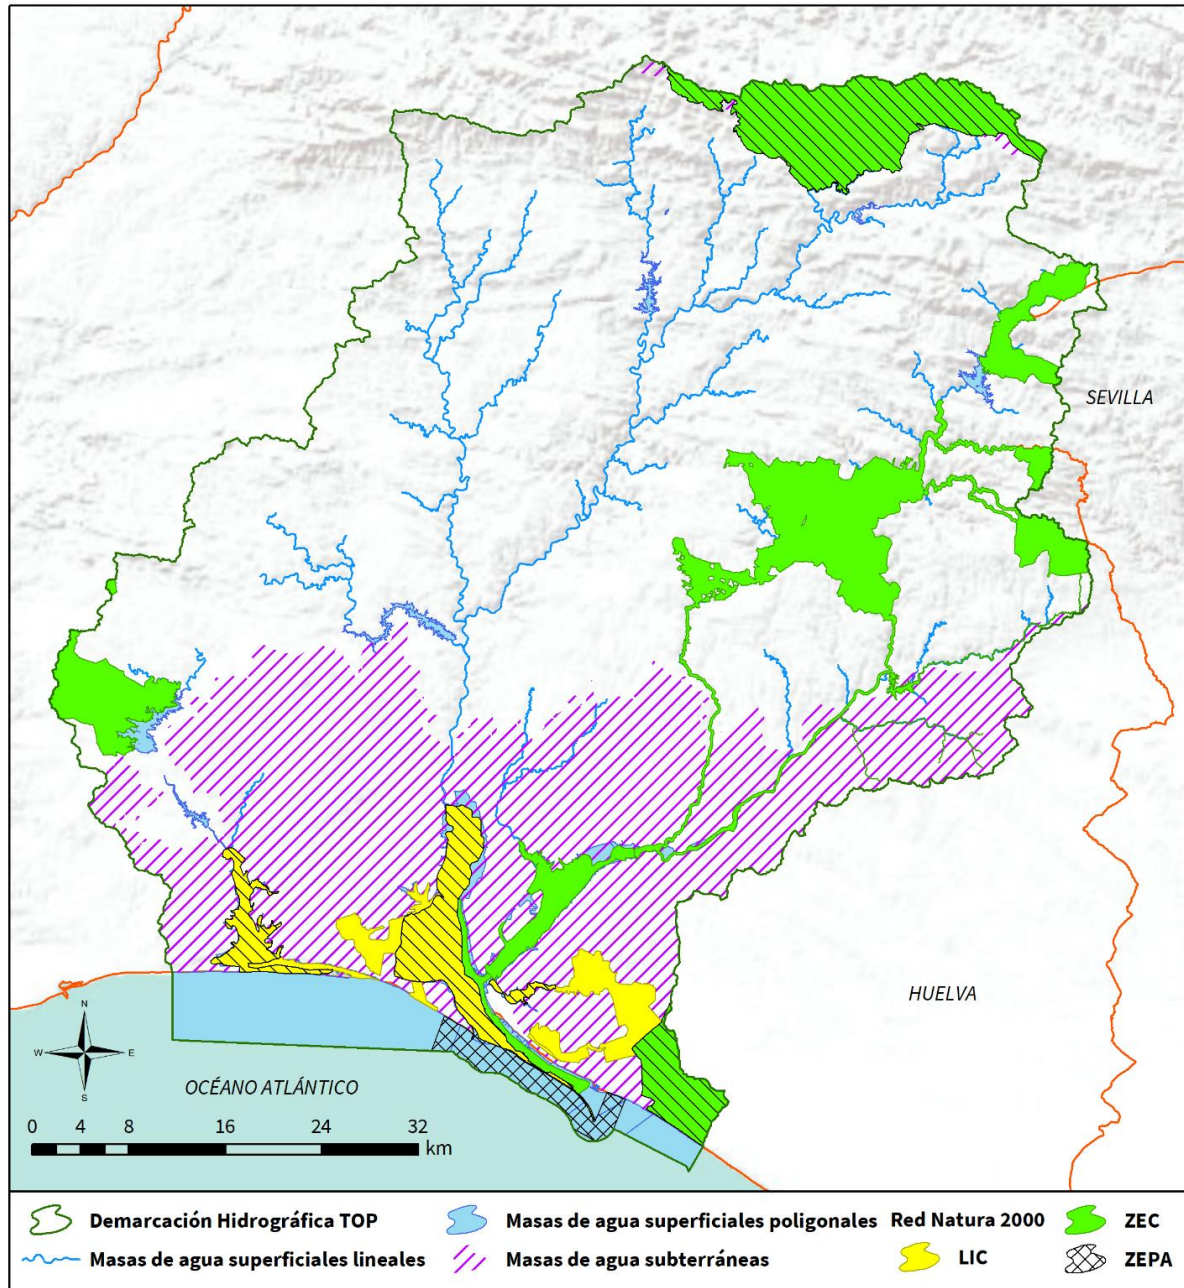 SEVILLA
HUELVA
N
W E
S
OCÉANO ATLÁNTICO
0 4 8 16 24 32
km
Demarcación Hidrográfica TOP
Masas de agua superficiales poligonales
Red Natura 2000
ZEC
Masas de agua superficiales lineales
Masas de agua subterráneas
LIC
ZEPA